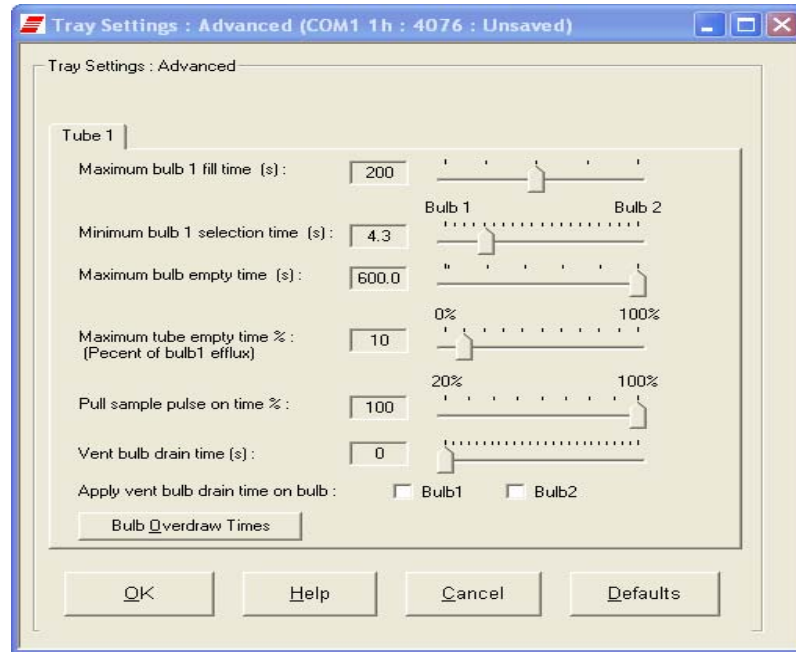 Tray Settings : Advanced (COM1 1h : 4076 : Unsaved)
Tray Settings : Advanced
Tube 1
Maximum bulb 1 fill time (s) : 200
Bulb 1 Bulb 2
Minimum bulb 1 selection time (s) : 4.3
Maximum bulb empty time (s) : 600.0
0% 100%
Maximum tube empty time % : 10
(Pecent of bulb1 efflux)
20% 100%
Pull sample pulse on time % : 100
Vent bulb drain time (s) : 0
Apply vent bulb drain time on bulb : Bulb1 Bulb2
Bulb Overdraw Times
OK Help Cancel Defaults